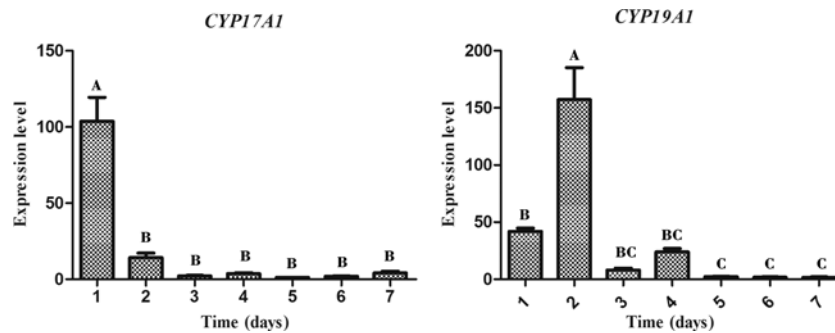 CYP17A1
Expression level
150
100
50
0
A
B
B
B
B
B
B
1 2 3 4 5 6 7
Time (days)
CYP19A1
Expression level
200
150
100
50
0
B
A
BC
BC
C
C
C
1 2 3 4 5 6 7
Time (days)